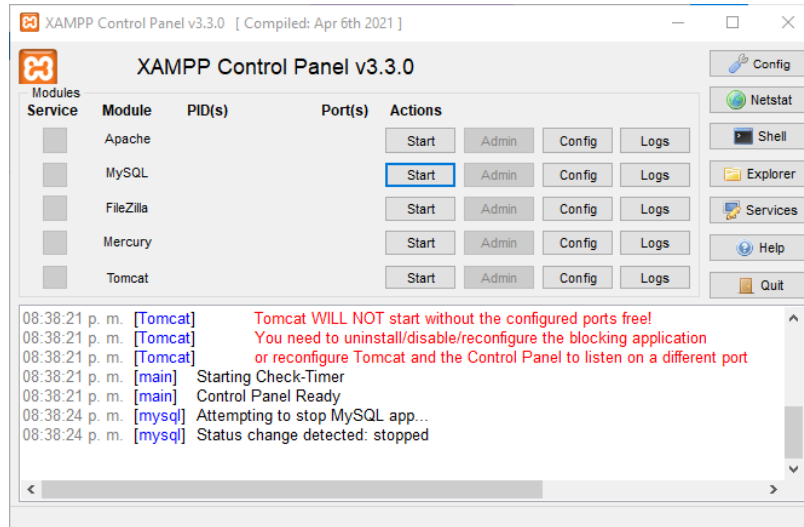 XAMPP Control Panel v3.3.0 [ Compiled: Apr 6th 2021 ]
XAMPP Control Panel v3.3.0
Config
Netstat
Shell
Explorer
Services
Help
Quit
Modules
Service Module PID(s) Port(s) Actions
Apache Start Admin Config Logs
MySQL Start Admin Config Logs
FileZilla Start Admin Config Logs
Mercury Start Admin Config Logs
Tomcat Start Admin Config Logs
08:38:21 p. m. [Tomcat] Tomcat WILL NOT start without the configured ports free!
08:38:21 p. m. [Tomcat] You need to uninstall/disable/reconfigure the blocking application
08:38:21 p. m. [Tomcat] or reconfigure Tomcat and the Control Panel to listen on a different port
08:38:21 p. m. [main] Starting Check-Timer
08:38:21 p. m. [main] Control Panel Ready
08:38:24 p. m. [mysql] Attempting to stop MySQL app...
08:38:24 p. m. [mysql] Status change detected: stopped